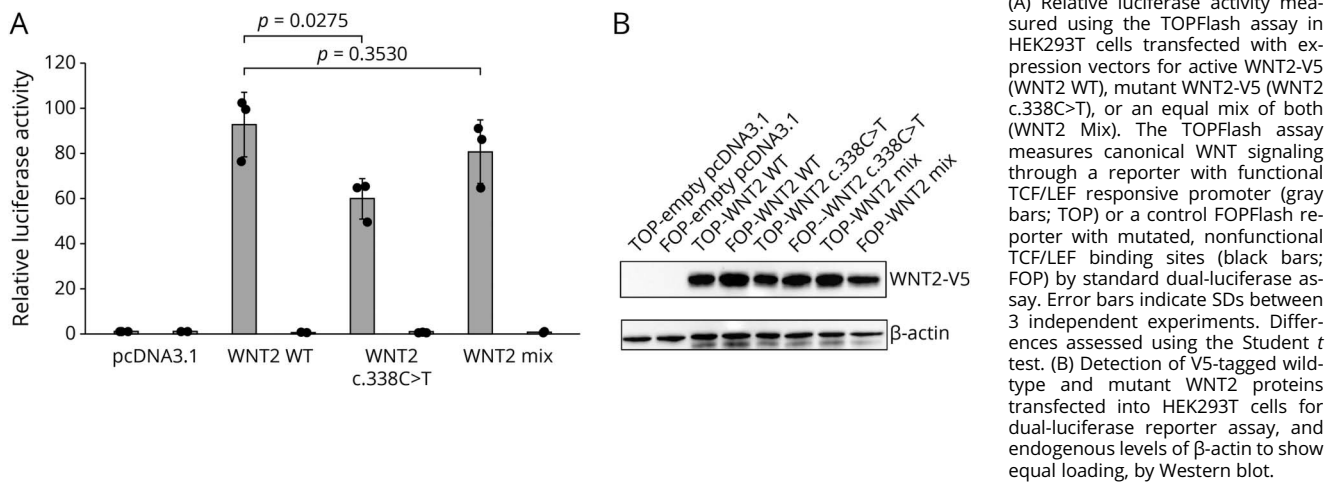 A
p = 0.0275
p = 0.3530
120
100
80
60
40
20
0
Relative luciferase activity
pcDNA3.1
WNT2 WT
WNT2
c.338C>T
WNT2 mix
B
TOP-empty pcDNA3.1
FOP-empty pcDNA3.1
TOP-WNT2 WT
FOP-WNT2 WT
TOP-WNT2 c.338C>T
FOP--WNT2 c.338C>T
TOP-WNT2 mix
FOP-WNT2 mix
WNT2-V5
β-actin
(A) Relative luciferase activity mea-
sured using the TOPFlash assay in
HEK293T cells transfected with ex-
pression vectors for active WNT2-V5
(WNT2 WT), mutant WNT2-V5 (WNT2
c.338C>T), or an equal mix of both
(WNT2 Mix). The TOPFlash assay
measures canonical WNT signaling
through a reporter with functional
TCF/LEF responsive promoter (gray
bars; TOP) or a control FOPFlash re-
porter with mutated, nonfunctional
TCF/LEF binding sites (black bars;
FOP) by standard dual-luciferase as-
say. Error bars indicate SDs between
3 independent experiments. Differ-
ences assessed using the Student t
test. (B) Detection of V5-tagged wild-
type and mutant WNT2 proteins
transfected into HEK293T cells for
dual-luciferase reporter assay, and
endogenous levels of β-actin to show
equal loading, by Western blot.